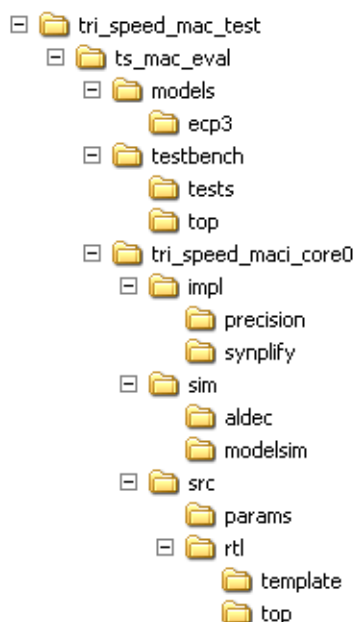 tri_speed_mac_test
ts_mac_eval
models
ecp3
testbench
tests
top
tri_speed_maci_core0
impl
precision
synplify
sim
aldec
modelsim
src
params
rtl
template
top